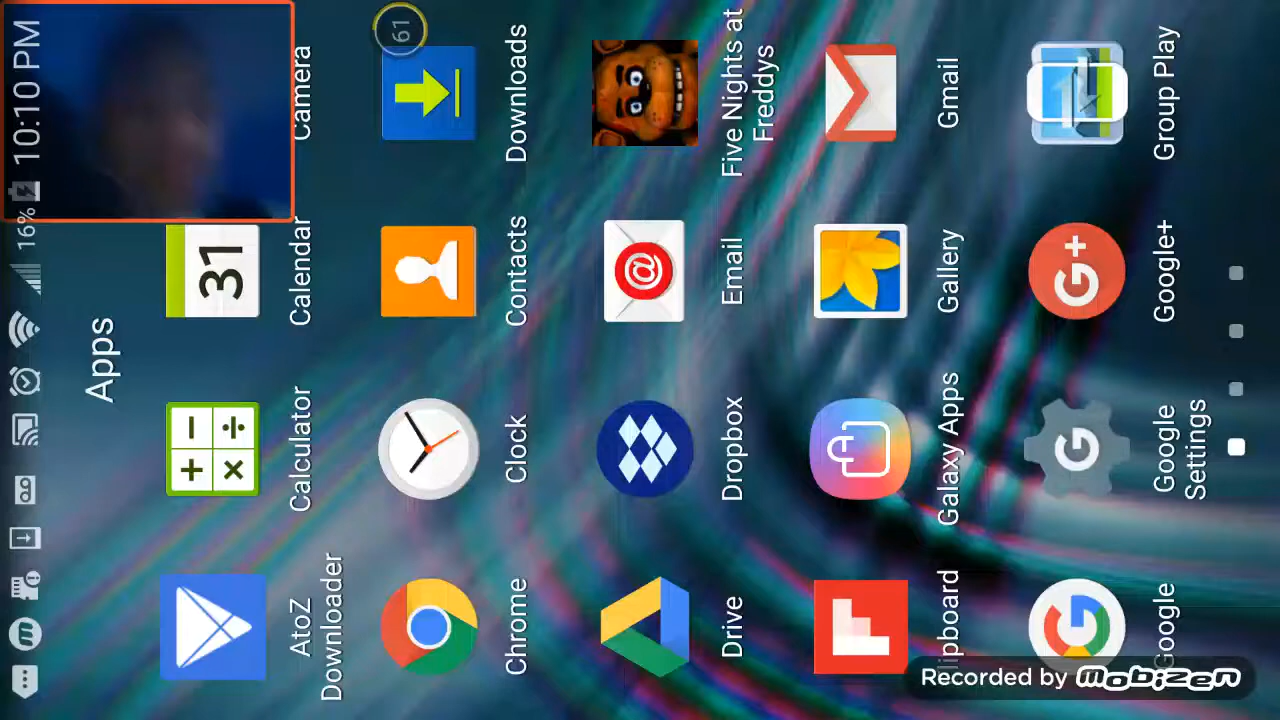 16% 10:10 PM
Apps
AtoZ
Downloader
Calculator
Calendar
Camera
31
Chrome
Clock
Contacts
Downloads
61
Drive
Dropbox
Email
Five Nights at
Freddys
lipboard
Galaxy Apps
Gallery
Gmail
Google
Google
Settings
Google+
Group Play
G+
G
Recorded by mobizen